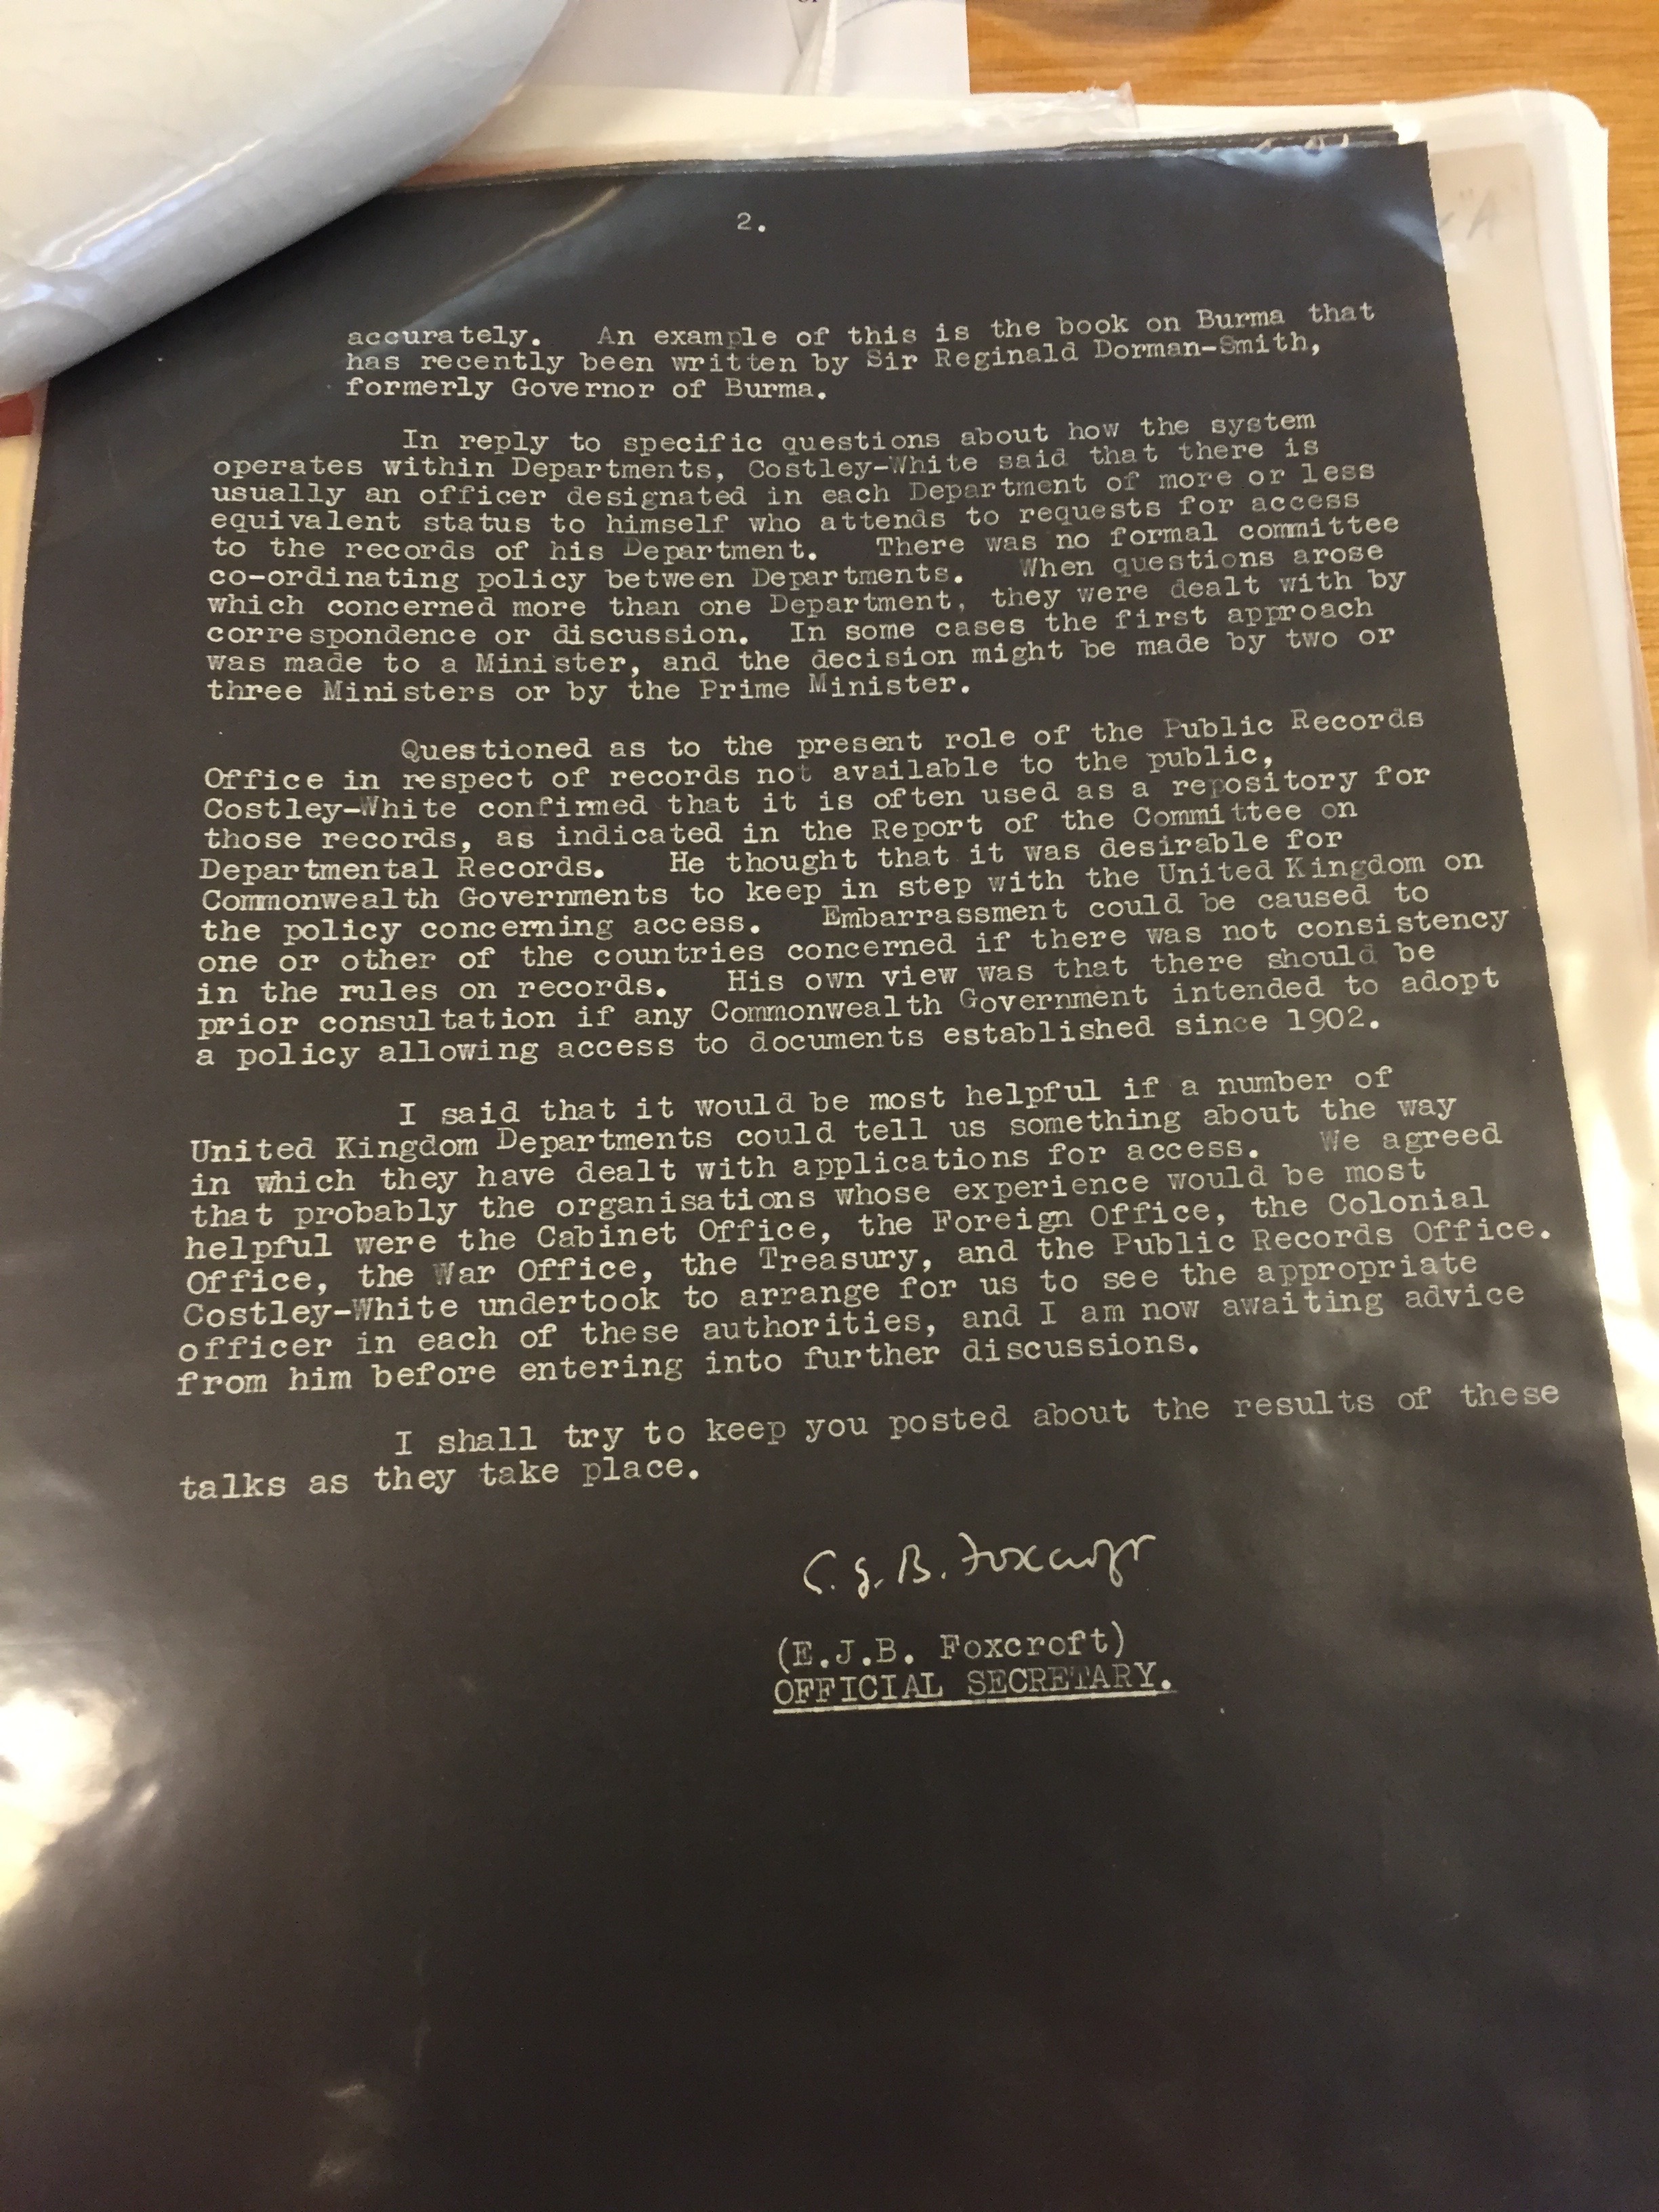 2.
accurately. An example of this is the book on Burma that
has recently been written by Sir Reginald Dorman-Smith,
formerly Governor of Burma.
In reply to specific questions about how the system
operates within Departments, Costley-White said that there is
usually an officer designated in each Department of more or less
equivalent status to himself who attends to requests for access
to the records of his Department. There was no formal committee
co-ordinating policy between Departments. When questions arose
which concerned more than one Department, they were dealt with by
correspondence or discussion. In some cases the first approach
was made to a Minister, and the decision might be made by two or
three Ministers or by the Prime Minister.
Questioned as to the present role of the Public Records
Office in respect of records not available to the public,
Costley-White confirmed that it is often used as a repository for
those records, as indicated in the Report of the Committee on
Departmental Records. He thought that it was desirable for
Commonwealth Governments to keep in step with the United Kingdom on
the policy concerning access. Embarrassment could be caused to
one or other of the countries concerned if there was not consistency
in the rules on records. His own view was that there should be
prior consultation if any Commonwealth Government intended to adopt
a policy allowing access to documents established since 1902.
I said that it would be most helpful if a number of
United Kingdom Departments could tell us something about the way
in which they have dealt with applications for access. We agreed
that probably the organisations whose experience would be most
helpful were the Cabinet Office, the Foreign Office, the Colonial
Office, the War Office, the Treasury, and the Public Records Office.
Costley-White undertook to arrange for us to see the appropriate
officer in each of these authorities, and I am now awaiting advice
from him before entering into further discussions.
I shall try to keep you posted about the results of these
talks as they take place.
E.J.B. Foxcroft
(E.J.B. Foxcroft)
OFFICIAL SECRETARY.
"A